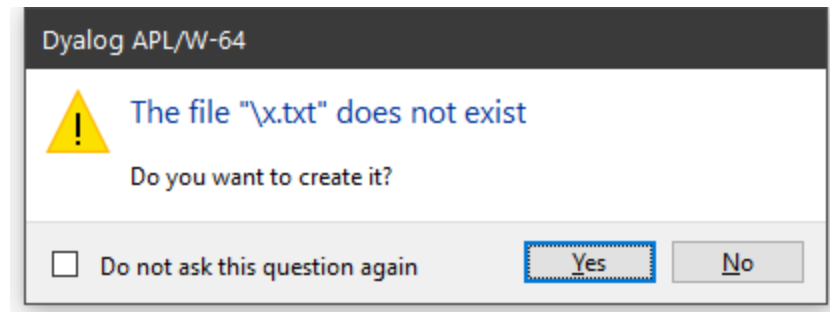 Dyalog APL/W-64
!
The file "\x.txt" does not exist
Do you want to create it?
Do not ask this question again
Yes
No